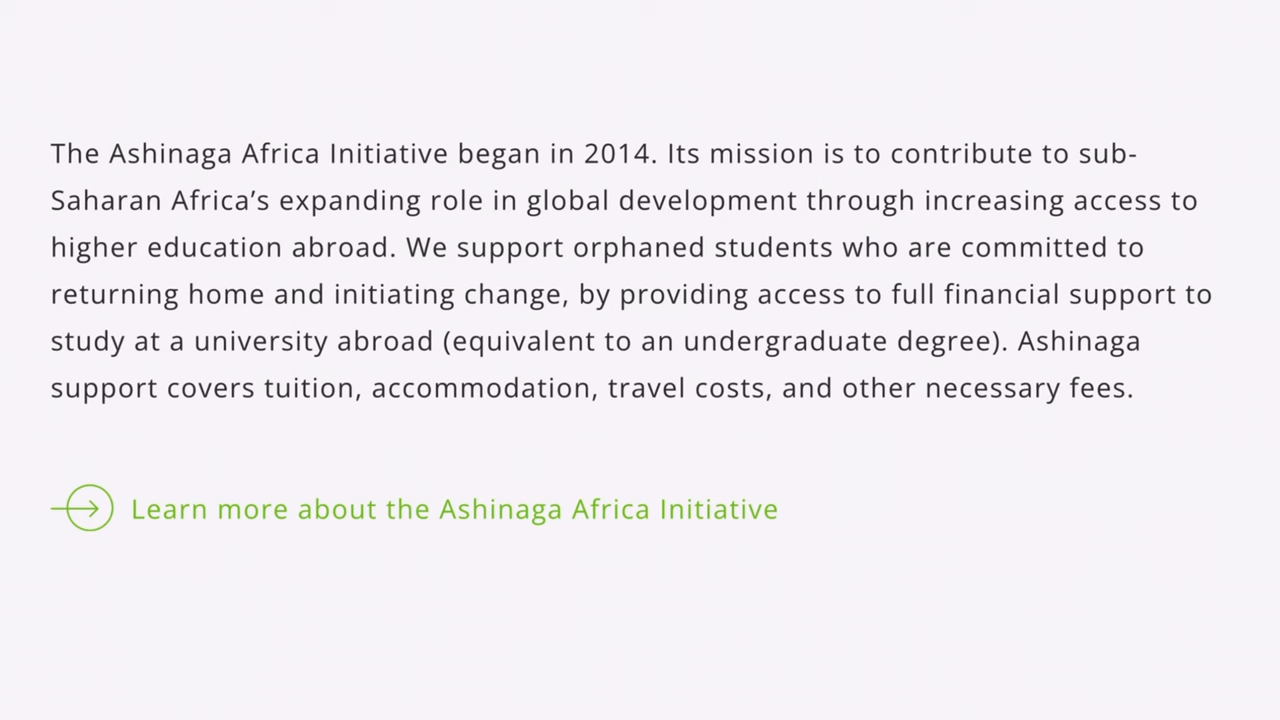 The Ashinaga Africa Initiative began in 2014. Its mission is to contribute to sub-
Saharan Africa’s expanding role in global development through increasing access to
higher education abroad. We support orphaned students who are committed to
returning home and initiating change, by providing access to full financial support to
study at a university abroad (equivalent to an undergraduate degree). Ashinaga
support covers tuition, accommodation, travel costs, and other necessary fees.
Learn more about the Ashinaga Africa Initiative